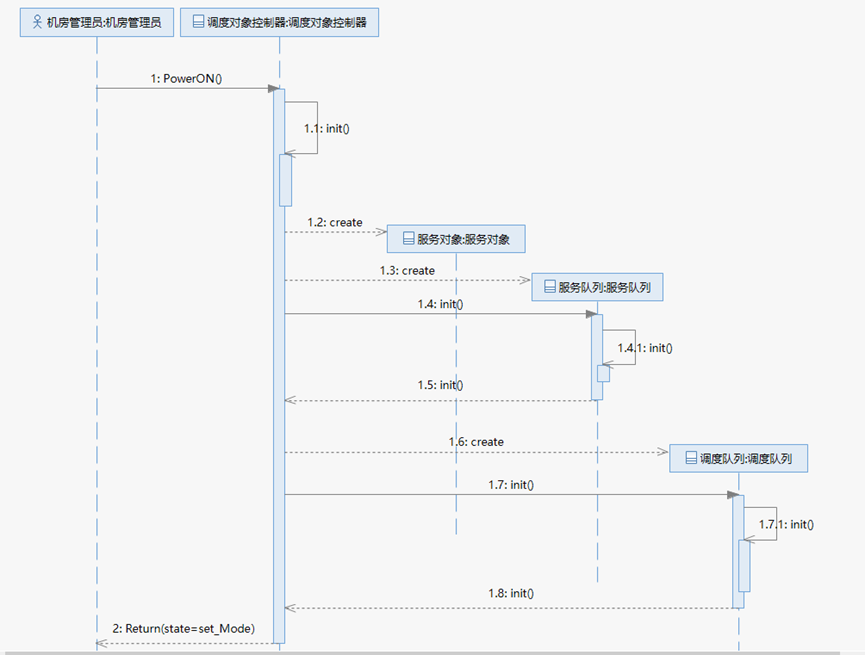 机房管理员:机房管理员
调度对象控制器:调度对象控制器
1: PowerON()
1.1: init()
1.2: create
服务对象:服务对象
1.3: create
服务队列:服务队列
1.4: init()
1.4.1: init()
1.5: init()
1.6: create
调度队列:调度队列
1.7: init()
1.7.1: init()
1.8: init()
2: Return(state=set_Mode)